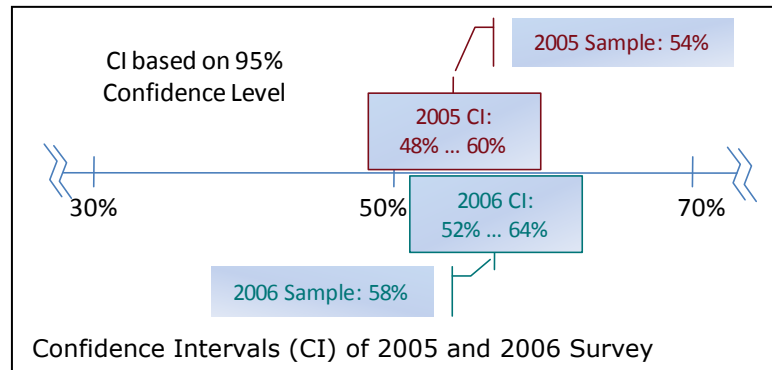 2005 Sample: 54%
CI based on 95%
Confidence Level
2005 CI:
48% ... 60%
30%
50%
70%
2006 CI:
52% ... 64%
2006 Sample: 58%
Confidence Intervals (CI) of 2005 and 2006 Survey